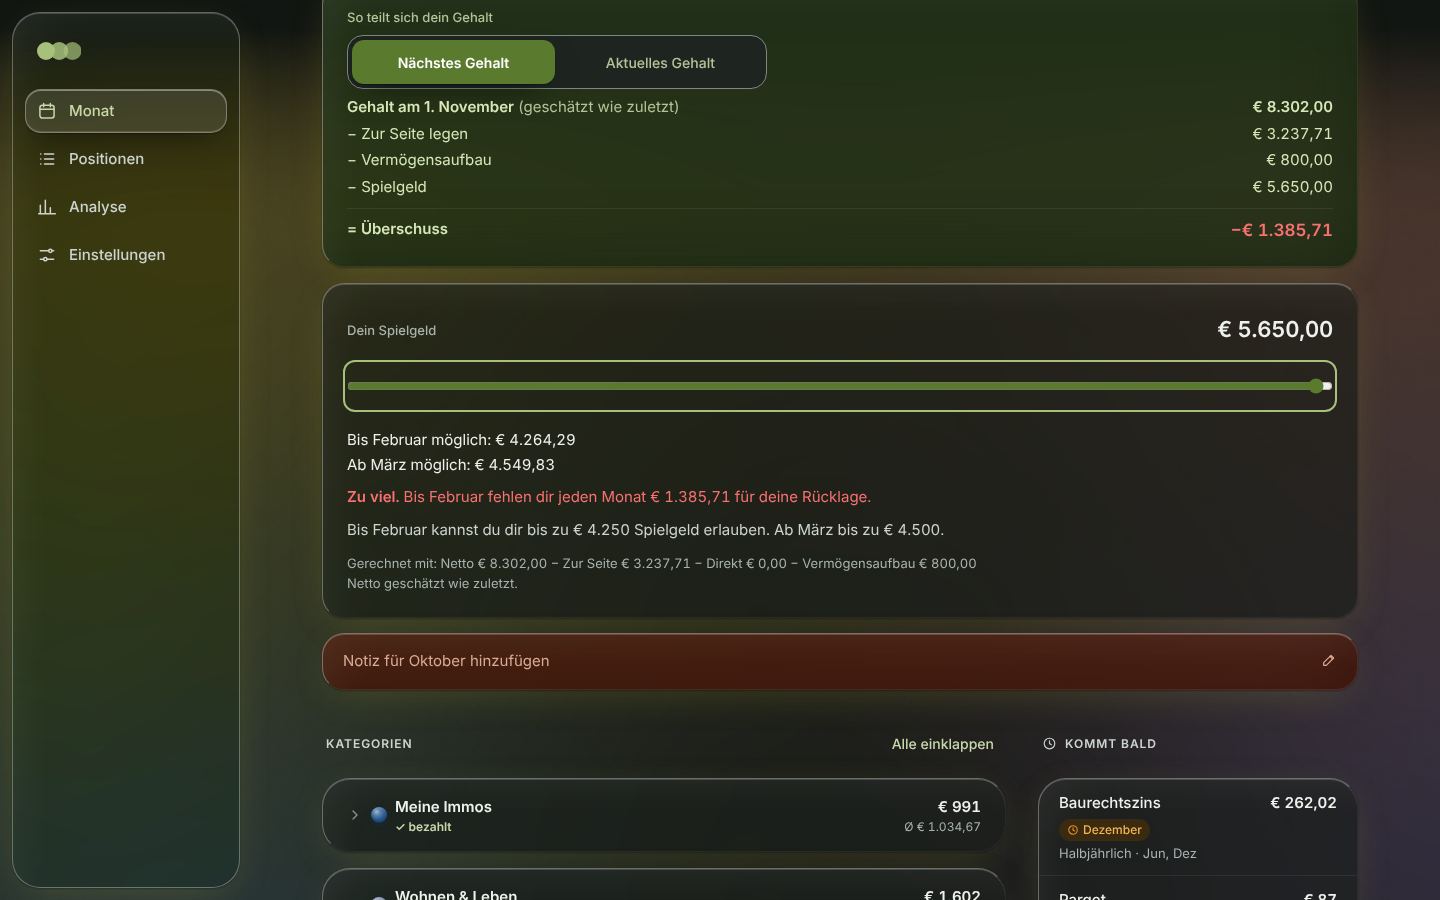 So teilt sich dein Gehalt
Nächstes Gehalt
Aktuelles Gehalt
Gehalt am 1. November (geschätzt wie zuletzt) € 8.302,00
− Zur Seite legen € 3.237,71
− Vermögensaufbau € 800,00
− Spielgeld € 5.650,00
= Überschuss −€ 1.385,71
Monat
Positionen
Analyse
Einstellungen
Dein Spielgeld € 5.650,00
Bis Februar möglich: € 4.264,29
Ab März möglich: € 4.549,83
Zu viel. Bis Februar fehlen dir jeden Monat € 1.385,71 für deine Rücklage.
Bis Februar kannst du dir bis zu € 4.250 Spielgeld erlauben. Ab März bis zu € 4.500.
Gerechnet mit: Netto € 8.302,00 − Zur Seite € 3.237,71 − Direkt € 0,00 − Vermögensaufbau € 800,00
Netto geschätzt wie zuletzt.
Notiz für Oktober hinzufügen
KATEGORIEN
Alle einklappen
Meine Immos € 991
✓ bezahlt Ø € 1.034,67
Wohnen & Leben € 1.602
KOMMT BALD
Baurechtszins € 262,02
Dezember
Halbjährlich · Jun, Dez
€ 87